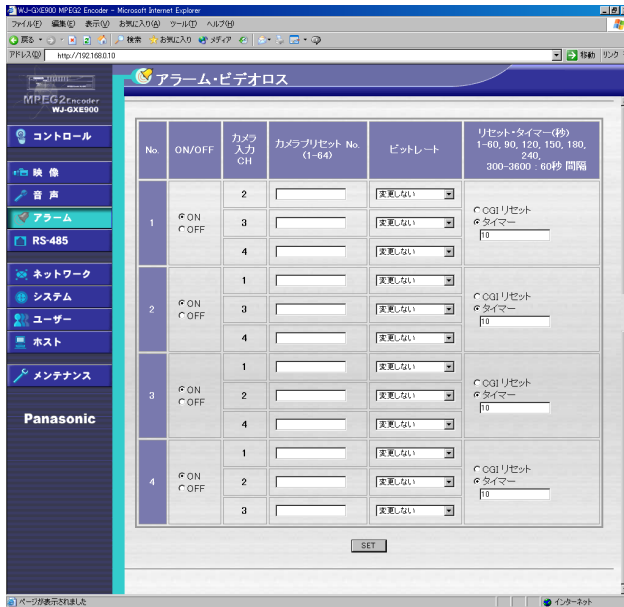 WJ-GXE900 MPEG2 Encoder - Microsoft Internet Explorer
ファイル(F) 編集(E) 表示(V) お気に入り(A) ツール(T) ヘルプ(H)
戻る 検索 お気に入り メディア
アドレス(D) http://192.168.0.10 移動 リンク
MPEG2Encoder
WJ-GXE900
コントロール
映 像
音 声
アラーム
RS-485
ネットワーク
システム
ユーザー
ホスト
メンテナンス
Panasonic
アラーム・ビデオロス
No. ON/OFF カメラ入力CH カメラプリセット No.(1-64) ビットレート リセット・タイマー(秒)
1-60, 90, 120, 150, 180,
240,
300-3600 : 60秒 間隔
1 ON OFF
2 変更しない
3 変更しない
4 変更しない
CGI リセット
タイマー
10
2 ON OFF
1 変更しない
3 変更しない
4 変更しない
CGI リセット
タイマー
10
3 ON OFF
1 変更しない
2 変更しない
4 変更しない
CGI リセット
タイマー
10
4 ON OFF
1 変更しない
2 変更しない
3 変更しない
CGI リセット
タイマー
10
SET
ページが表示されました インターネット